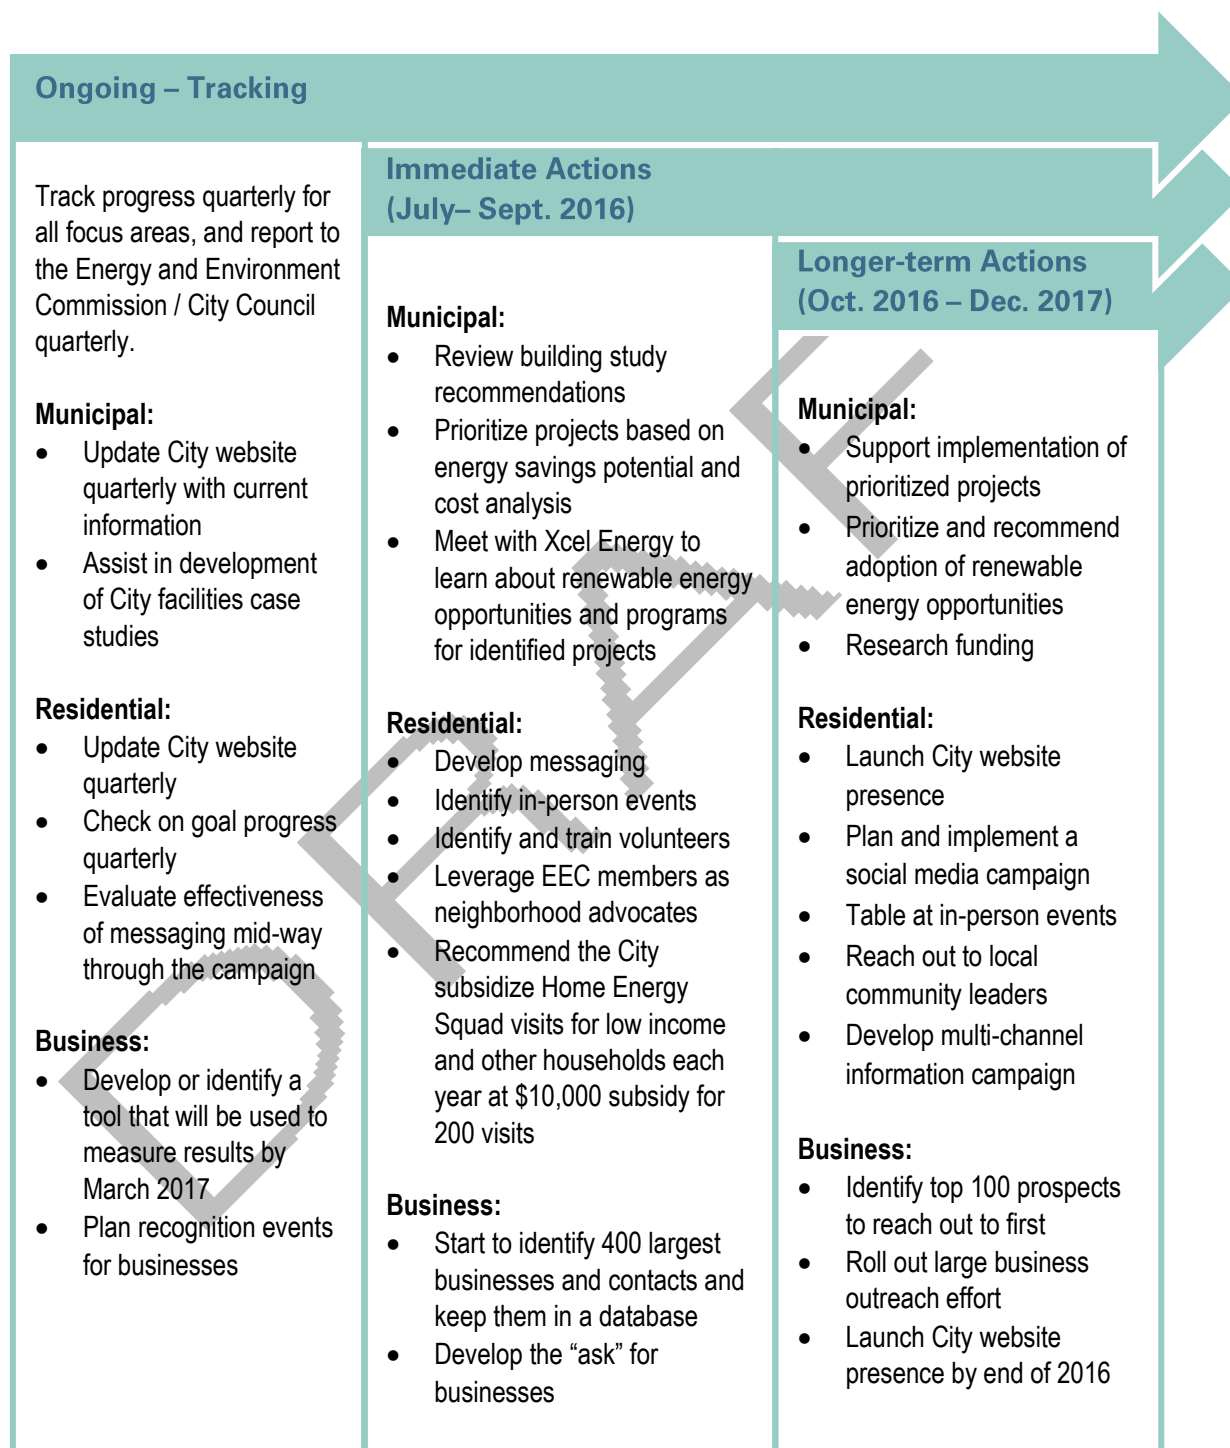 Ongoing – Tracking
Track progress quarterly for
all focus areas, and report to
the Energy and Environment
Commission / City Council
quarterly.
Municipal:
• Update City website
quarterly with current
information
• Assist in development
of City facilities case
studies
Residential:
• Update City website
quarterly
• Check on goal progress
quarterly
• Evaluate effectiveness
of messaging mid-way
through the campaign
Business:
• Develop or identify a
tool that will be used to
measure results by
March 2017
• Plan recognition events
for businesses
Immediate Actions
(July– Sept. 2016)
Municipal:
• Review building study
recommendations
• Prioritize projects based on
energy savings potential and
cost analysis
• Meet with Xcel Energy to
learn about renewable energy
opportunities and programs
for identified projects
Residential:
• Develop messaging
• Identify in-person events
• Identify and train volunteers
• Leverage EEC members as
neighborhood advocates
• Recommend the City
subsidize Home Energy
Squad visits for low income
and other households each
year at $10,000 subsidy for
200 visits
Business:
• Start to identify 400 largest
businesses and contacts and
keep them in a database
• Develop the “ask” for
businesses
Longer-term Actions
(Oct. 2016 – Dec. 2017)
Municipal:
• Support implementation of
prioritized projects
• Prioritize and recommend
adoption of renewable
energy opportunities
• Research funding
Residential:
• Launch City website
presence
• Plan and implement a
social media campaign
• Table at in-person events
• Reach out to local
community leaders
• Develop multi-channel
information campaign
Business:
• Identify top 100 prospects
to reach out to first
• Roll out large business
outreach effort
• Launch City website
presence by end of 2016
DRAF